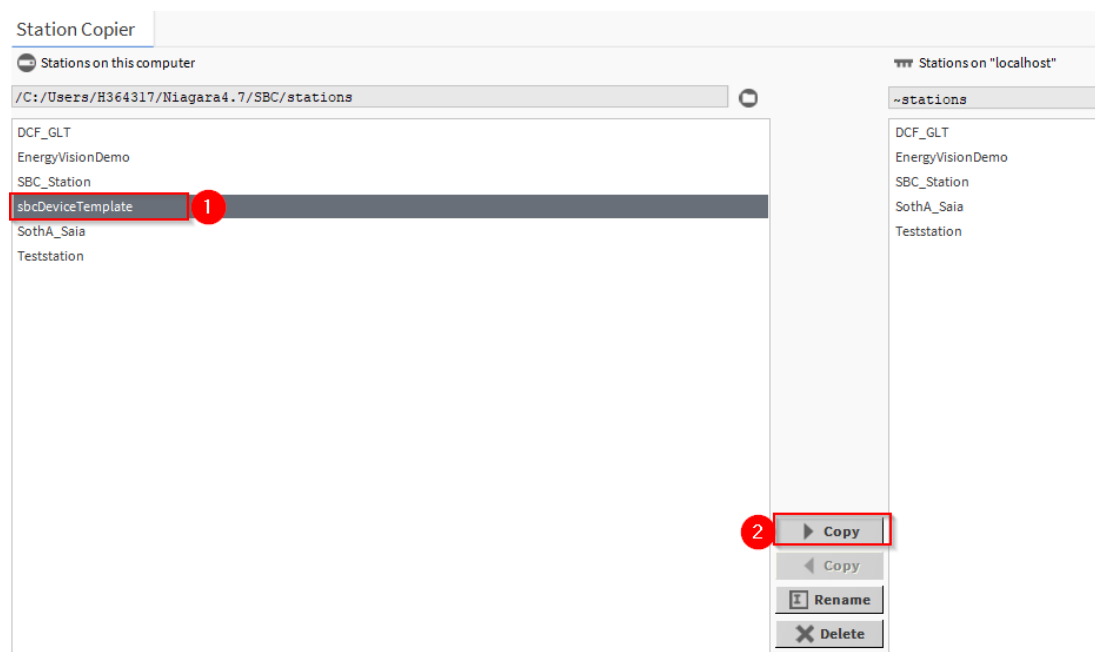 Station Copier
Stations on this computer
/C:/Users/H364317/Niagara4.7/SBC/stations
DCF_GLT
EnergyVisionDemo
SBC_Station
sbcDeviceTemplate
1
SothA_Saia
Teststation
Stations on "localhost"
~stations
DCF_GLT
EnergyVisionDemo
SBC_Station
SothA_Saia
Teststation
2
Copy
Copy
Rename
Delete